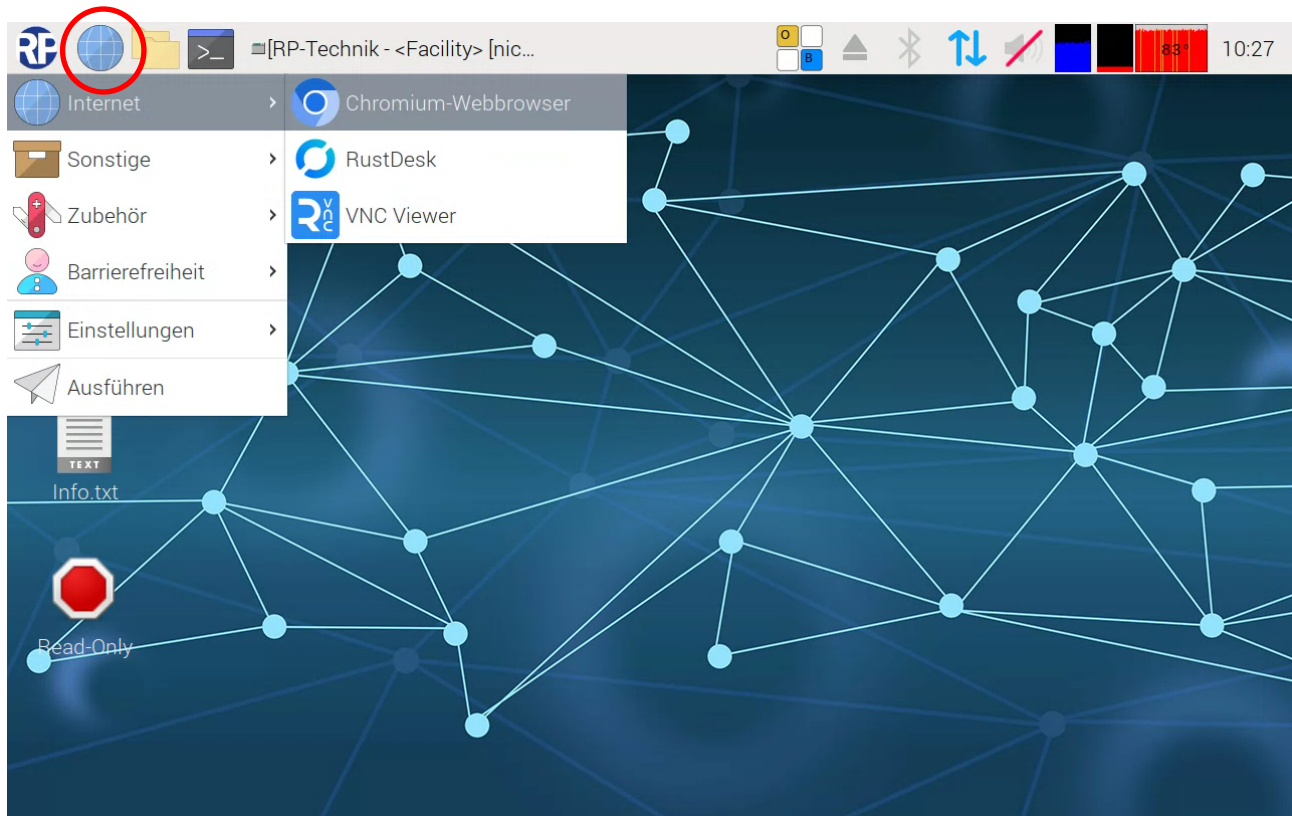 RP
>_
[RP-Technik - <Facility> [nic...
O
B
83°
10:27
Internet
Chromium-Webbrowser
Sonstige
RustDesk
Zubehör
VNC Viewer
Barrierefreiheit
Einstellungen
Ausführen
TEXT
Info.txt
Read-Only